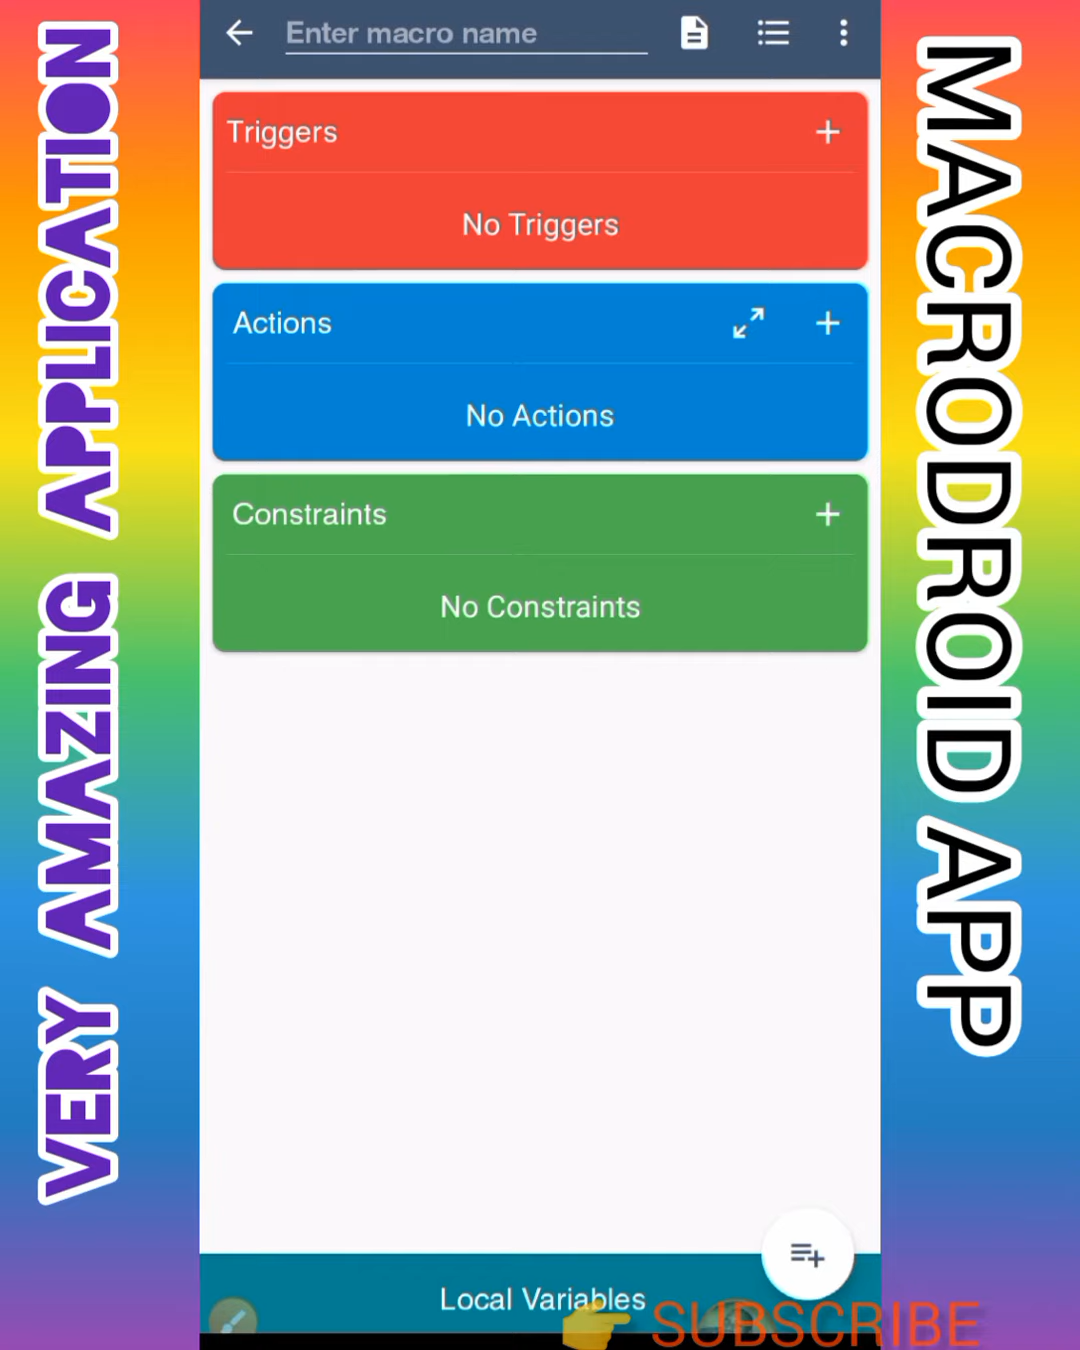 VERY AMAZING APPLICATION
Enter macro name
Triggers
No Triggers
Actions
No Actions
Constraints
No Constraints
Local Variables
SUBSCRIBE
MACRODROID APP